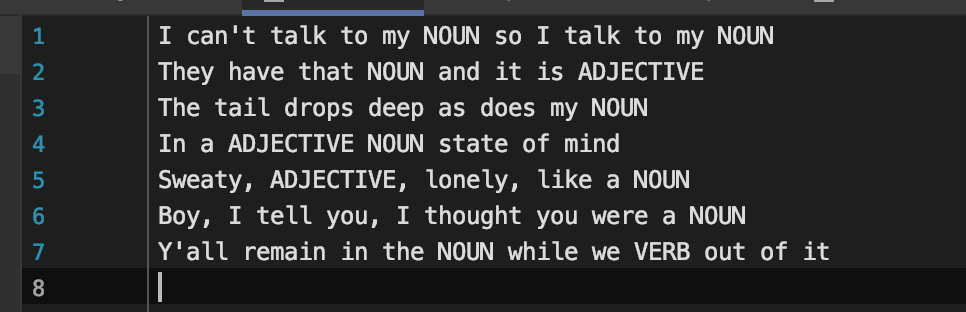 1 I can't talk to my NOUN so I talk to my NOUN
2 They have that NOUN and it is ADJECTIVE
3 The tail drops deep as does my NOUN
4 In a ADJECTIVE NOUN state of mind
5 Sweaty, ADJECTIVE, lonely, like a NOUN
6 Boy, I tell you, I thought you were a NOUN
7 Y'all remain in the NOUN while we VERB out of it
8